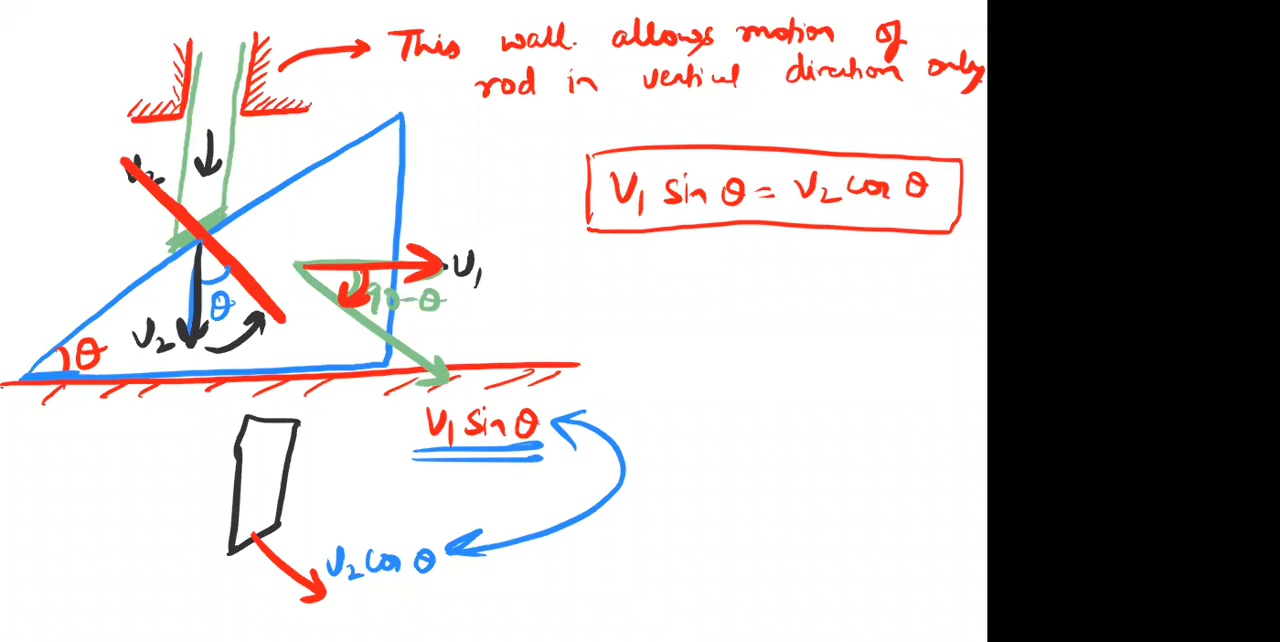 This wall allows motion of
rod in vertical direction only
V₁ sin θ = V₂ cos θ
V₂
V₁
90-θ
θ
V₂
θ
V₁ sin θ
V₂ cos θ